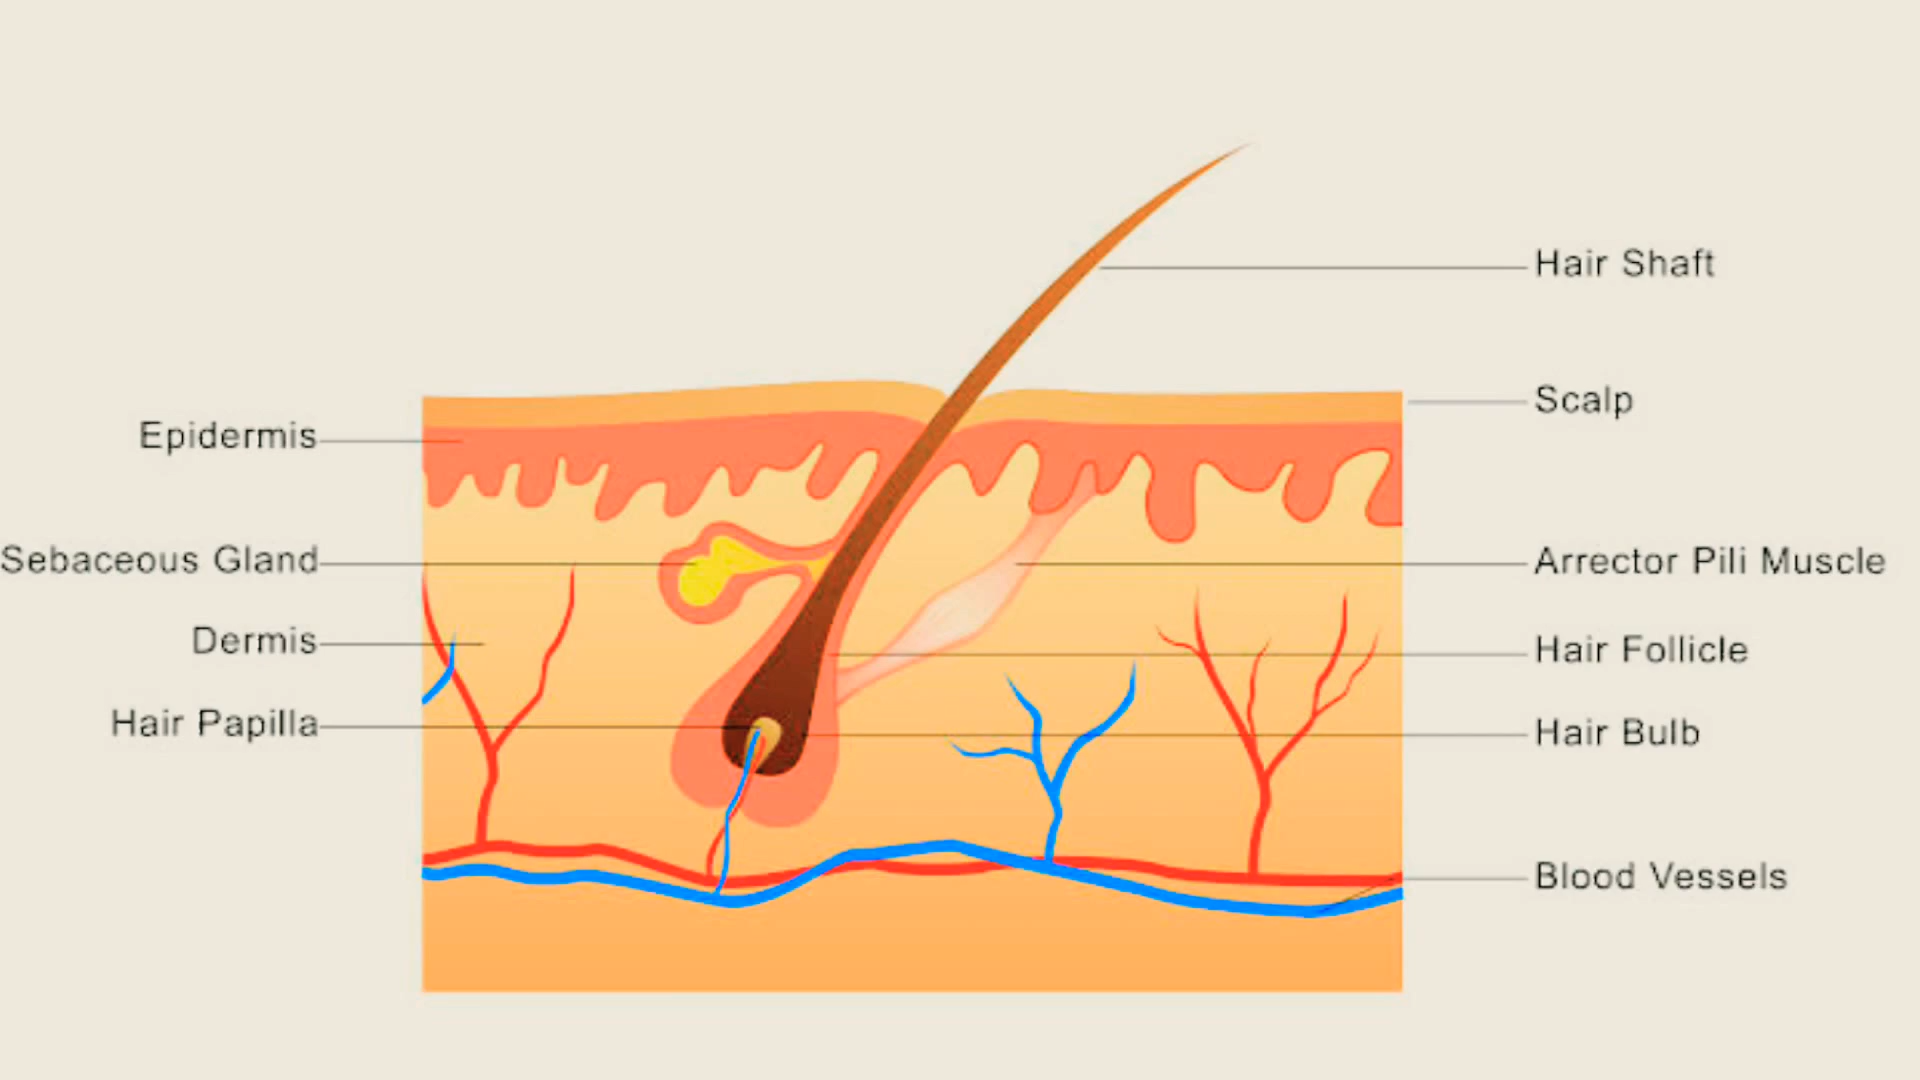 Hair Shaft
Scalp
Epidermis
Sebaceous Gland
Arrector Pili Muscle
Dermis
Hair Follicle
Hair Papilla
Hair Bulb
Blood Vessels